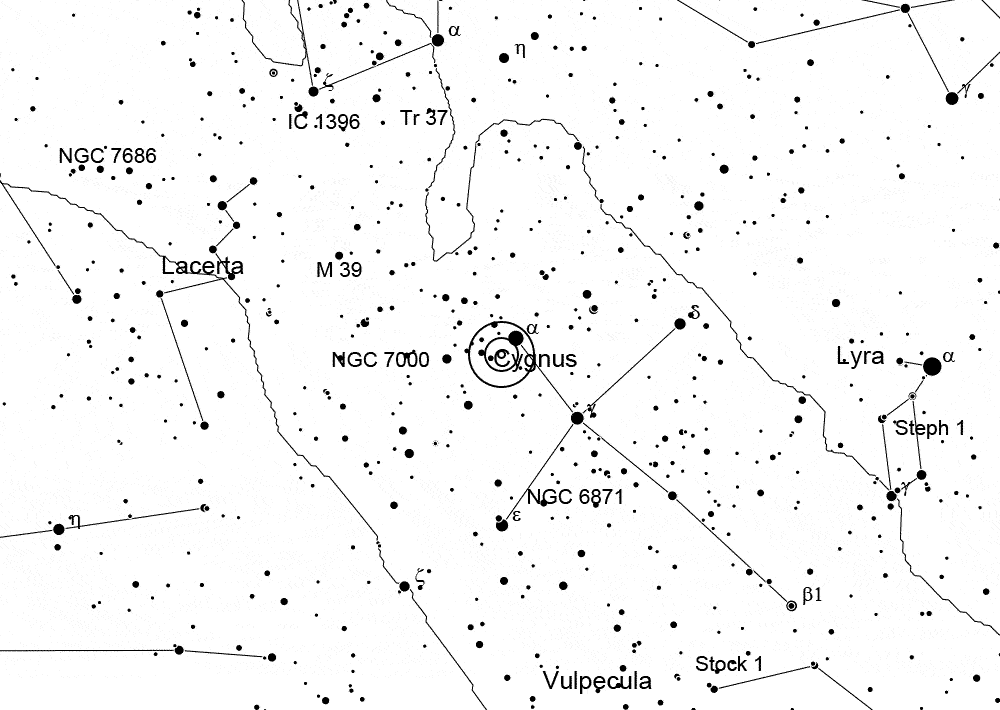 α
η
ζ
γ
IC 1396
Tr 37
NGC 7686
Lacerta
M 39
δ
α
Cygnus
NGC 7000
Lyra
α
γ
Steph 1
γ
NGC 6871
ε
η
ζ
β1
Stock 1
Vulpecula